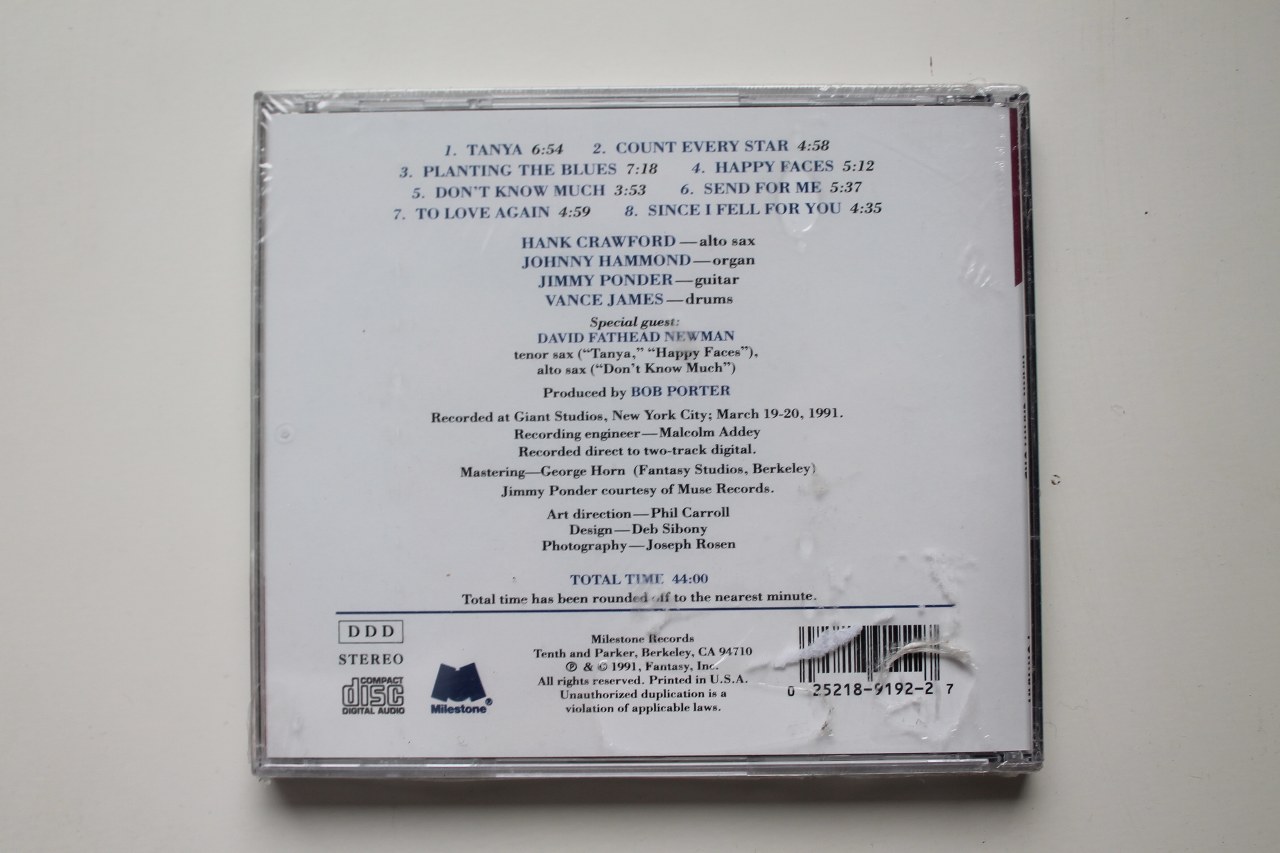 1. TANYA 6:54 2. COUNT EVERY STAR 4:58
3. PLANTING THE BLUES 7:18 4. HAPPY FACES 5:12
5. DON'T KNOW MUCH 3:53 6. SEND FOR ME 5:37
7. TO LOVE AGAIN 4:59 8. SINCE I FELL FOR YOU 4:35
HANK CRAWFORD—alto sax
JOHNNY HAMMOND—organ
JIMMY PONDER—guitar
VANCE JAMES—drums
Special guest:
DAVID FATHEAD NEWMAN
tenor sax (“Tanya,” “Happy Faces”),
alto sax (“Don't Know Much”)
Produced by BOB PORTER
Recorded at Giant Studios, New York City; March 19-20, 1991.
Recording engineer—Malcolm Addey
Recorded direct to two-track digital.
Mastering—George Horn (Fantasy Studios, Berkeley)
Jimmy Ponder courtesy of Muse Records.
Art direction—Phil Carroll
Design—Deb Sibony
Photography—Joseph Rosen
TOTAL TIME 44:00
Total time has been rounded off to the nearest minute.
DDD
STEREO
COMPACT
disc
DIGITAL AUDIO
Milestone®
Milestone Records
Tenth and Parker, Berkeley, CA 94710
℗ & © 1991, Fantasy, Inc.
All rights reserved. Printed in U.S.A.
Unauthorized duplication is a
violation of applicable laws.
0 25218-9192-2 7